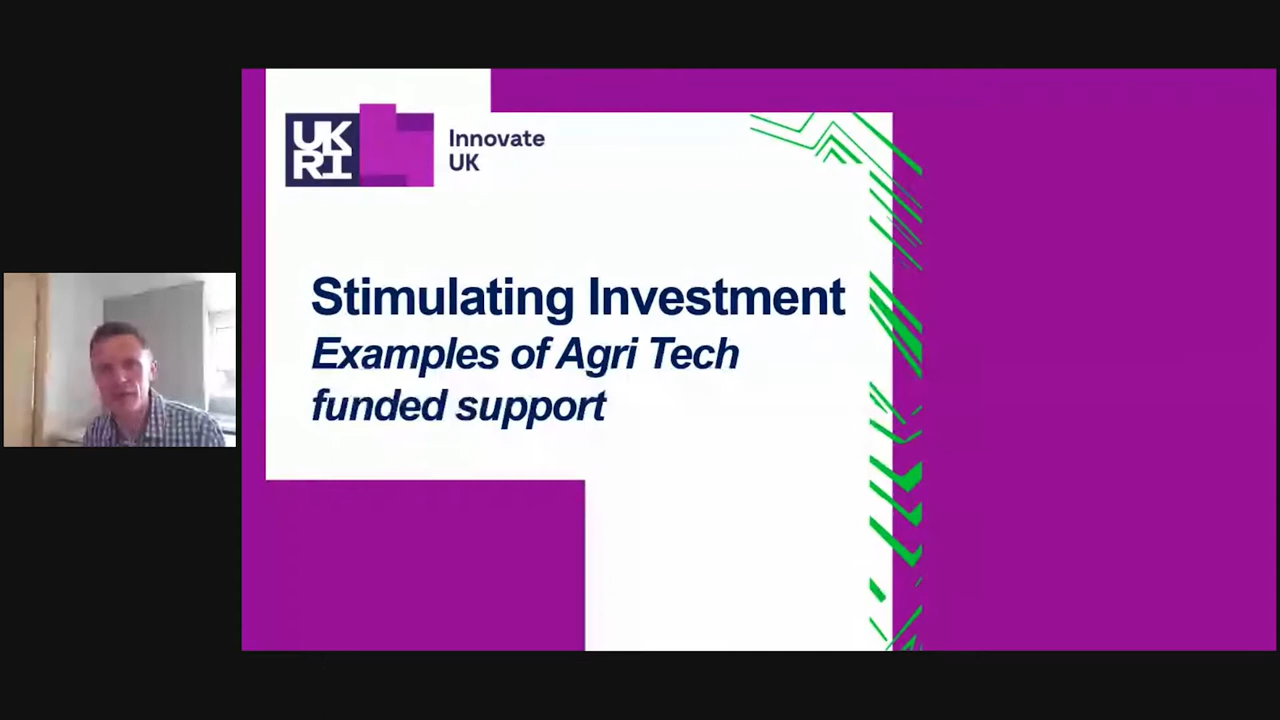 UK
RI
Innovate
UK
Stimulating Investment
Examples of Agri Tech
funded support